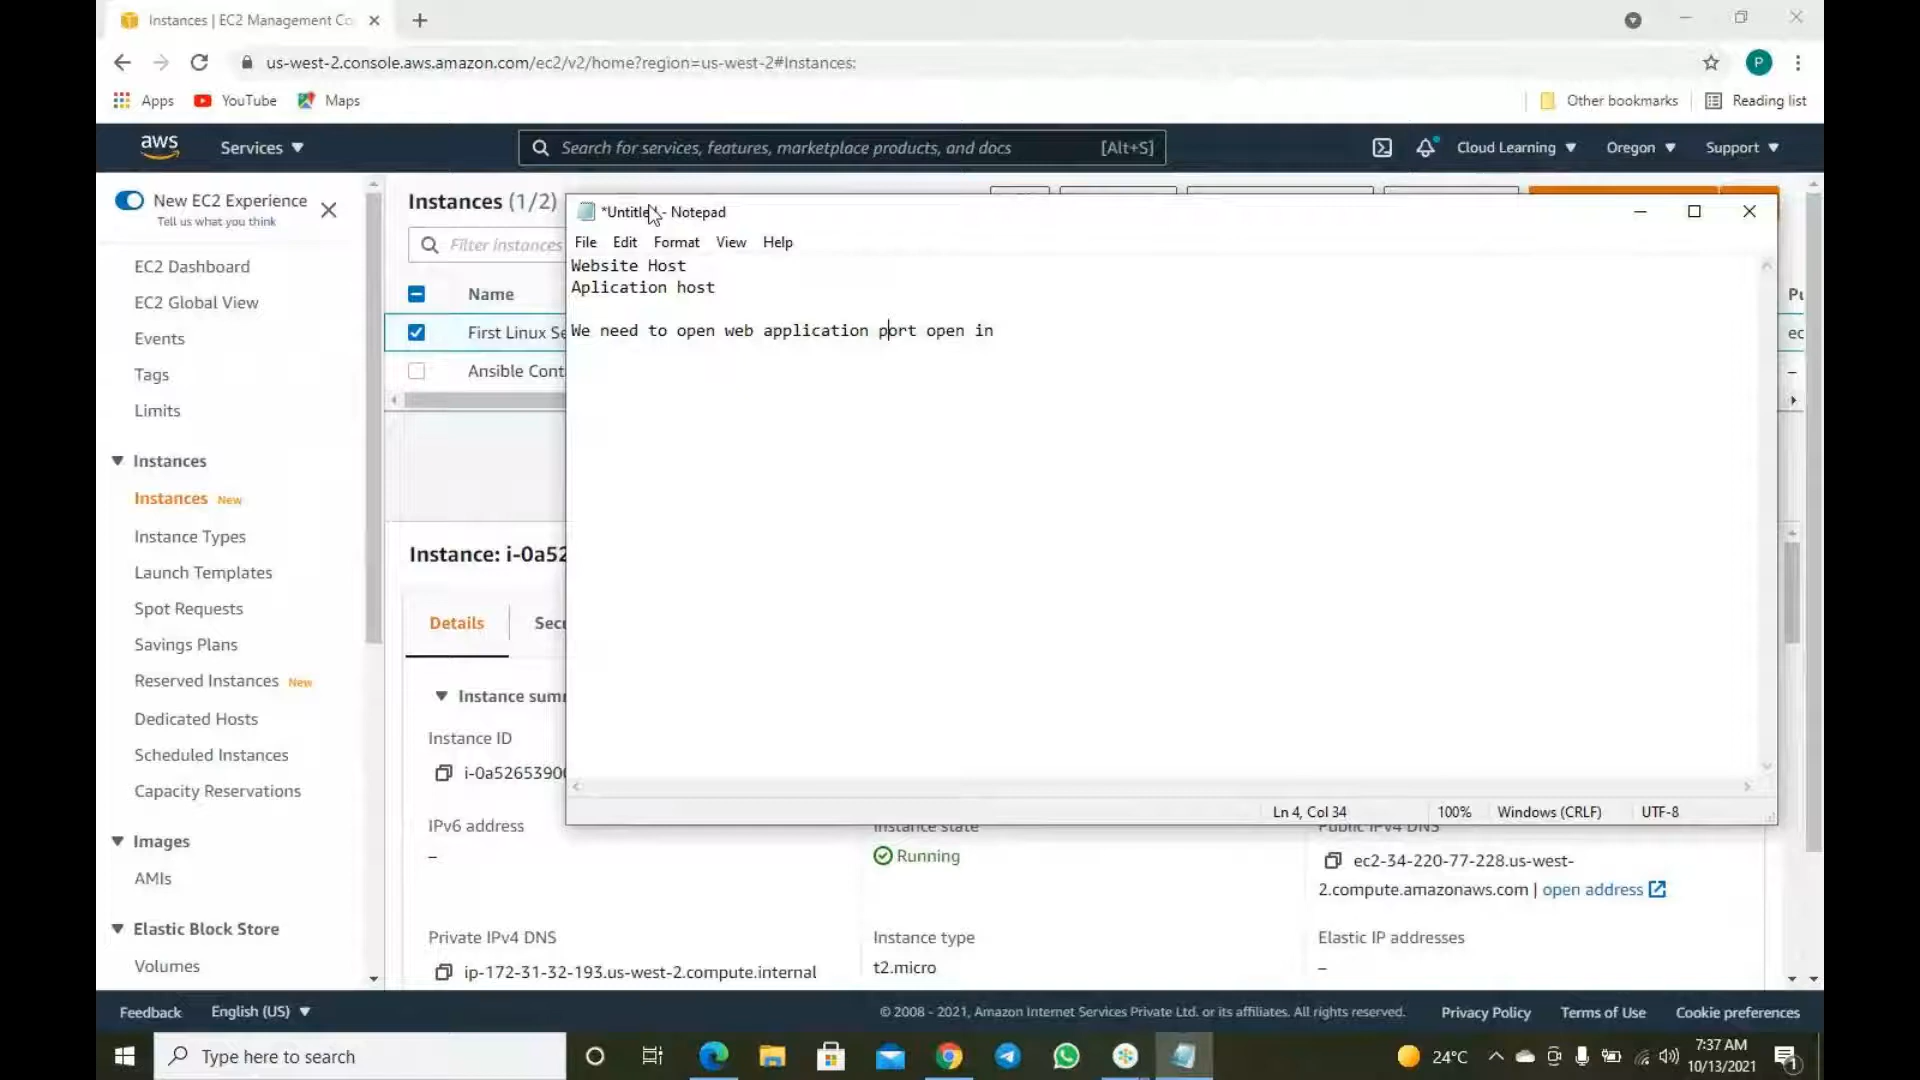 Instances | EC2 Management Co
us-west-2.console.aws.amazon.com/ec2/v2/home?region=us-west-2#Instances:
P
Apps
YouTube
Maps
Other bookmarks
Reading list
aws
Services
Search for services, features, marketplace products, and docs
[Alt+S]
Cloud Learning
Oregon
Support
New EC2 Experience
Tell us what you think
EC2 Dashboard
EC2 Global View
Events
Tags
Limits
Instances
Instances New
Instance Types
Launch Templates
Spot Requests
Savings Plans
Reserved Instances New
Dedicated Hosts
Scheduled Instances
Capacity Reservations
Images
AMIs
Elastic Block Store
Volumes
Instances (1/2)
Filter instances
Name
First Linux Se
Ansible Cont
Pu
ec
–
*Untitled - Notepad
File Edit Format View Help
Website Host
Aplication host
We need to open web application port open in
Ln 4, Col 34
100%
Windows (CRLF)
UTF-8
Instance: i-0a52
Details
Secu
Instance summ
Instance ID
i-0a5265390
IPv6 address
–
Instance state
Running
Public IPv4 DNS
ec2-34-220-77-228.us-west-
2.compute.amazonaws.com | open address
Private IPv4 DNS
ip-172-31-32-193.us-west-2.compute.internal
Instance type
t2.micro
Elastic IP addresses
–
Feedback
English (US)
© 2008 - 2021, Amazon Internet Services Private Ltd. or its affiliates. All rights reserved.
Privacy Policy
Terms of Use
Cookie preferences
Type here to search
24°C
7:37 AM
10/13/2021
1